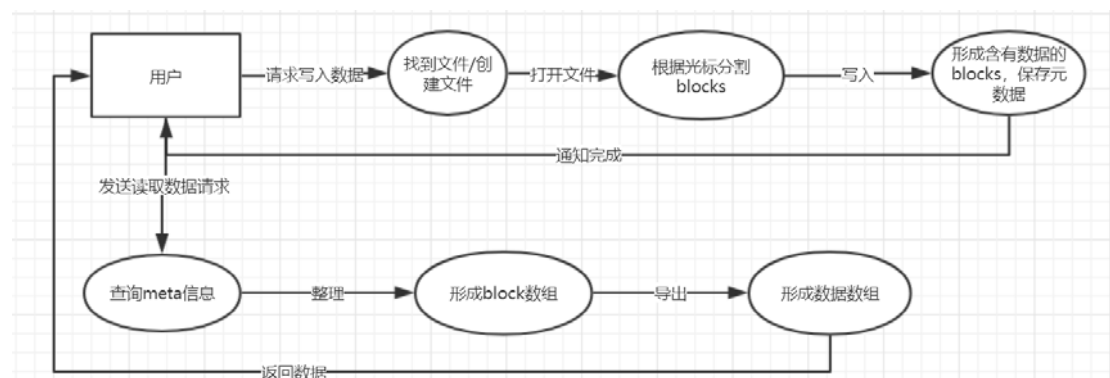 用户
请求写入数据
找到文件/创
建文件
打开文件
根据光标分割
blocks
写入
形成含有数据的
blocks，保存元
数据
通知完成
发送读取数据请求
查询meta信息
整理
形成block数组
导出
形成数据数组
返回数据